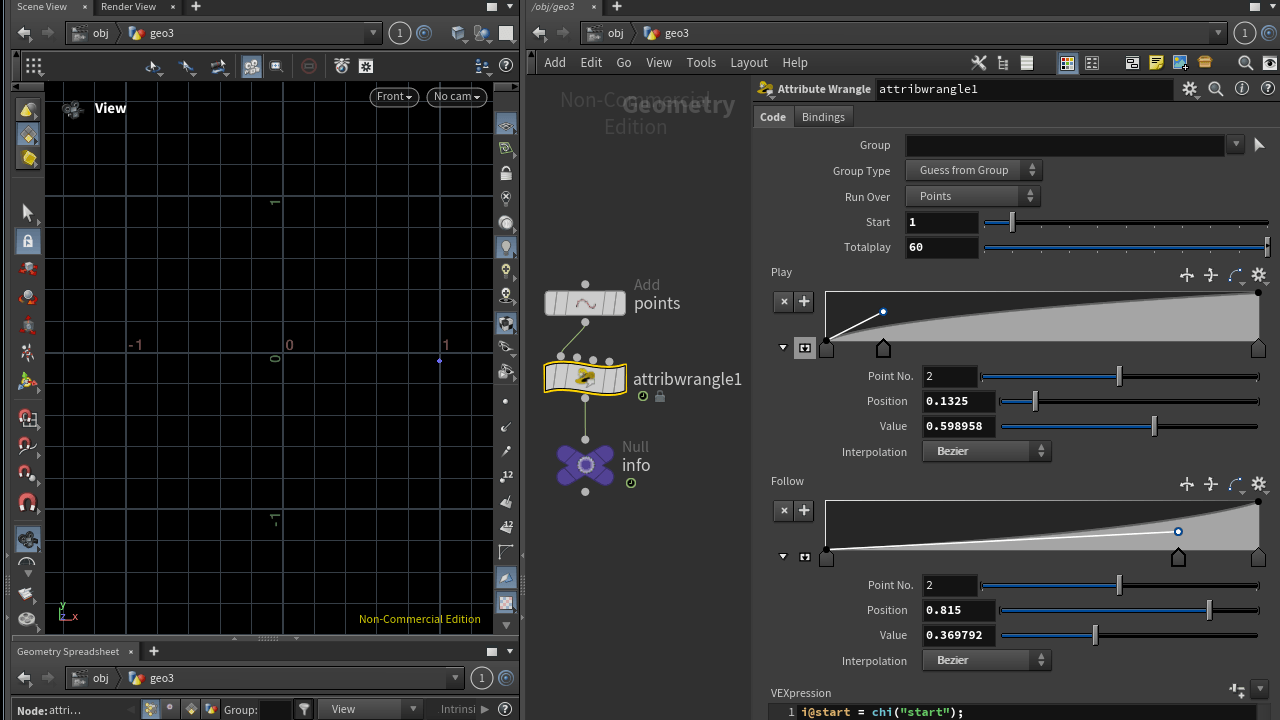 Scene View × Render View × +
obj geo3 1
View
Front No cam
1
-1 0 1
0
-1
y
z x
Non-Commercial Edition
12
12
Geometry Spreadsheet × +
obj geo3 1
Node: attri... Group: View Intrinsi
/obj/geo3 × +
obj geo3 1
Add Edit Go View Tools Layout Help
Non-Commercial
Edition
Geometry
Add
points
attribwrangle1
Null
info
Attribute Wrangle attribwrangle1
Code Bindings
Group
Group Type Guess from Group
Run Over Points
Start 1
Totalplay 60
Play
Point No. 2
Position 0.1325
Value 0.598958
Interpolation Bezier
Follow
Point No. 2
Position 0.815
Value 0.369792
Interpolation Bezier
VEXpression
1 i@start = chi("start");